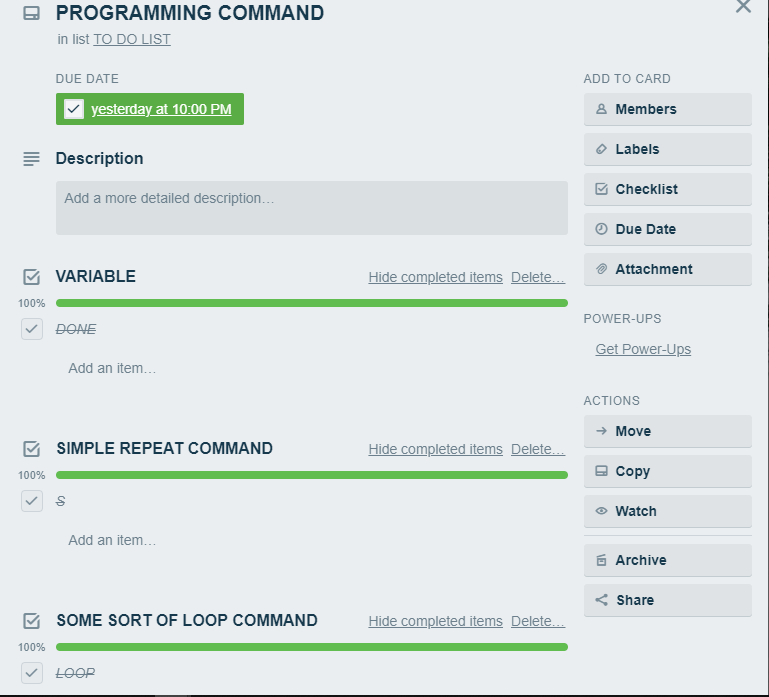 PROGRAMMING COMMAND
in list TO DO LIST
DUE DATE
yesterday at 10:00 PM
Description
Add a more detailed description…
VARIABLE
Hide completed items Delete…
100%
DONE
Add an item…
SIMPLE REPEAT COMMAND
Hide completed items Delete…
100%
S
Add an item…
SOME SORT OF LOOP COMMAND
Hide completed items Delete…
100%
LOOP
ADD TO CARD
Members
Labels
Checklist
Due Date
Attachment
POWER-UPS
Get Power-Ups
ACTIONS
Move
Copy
Watch
Archive
Share